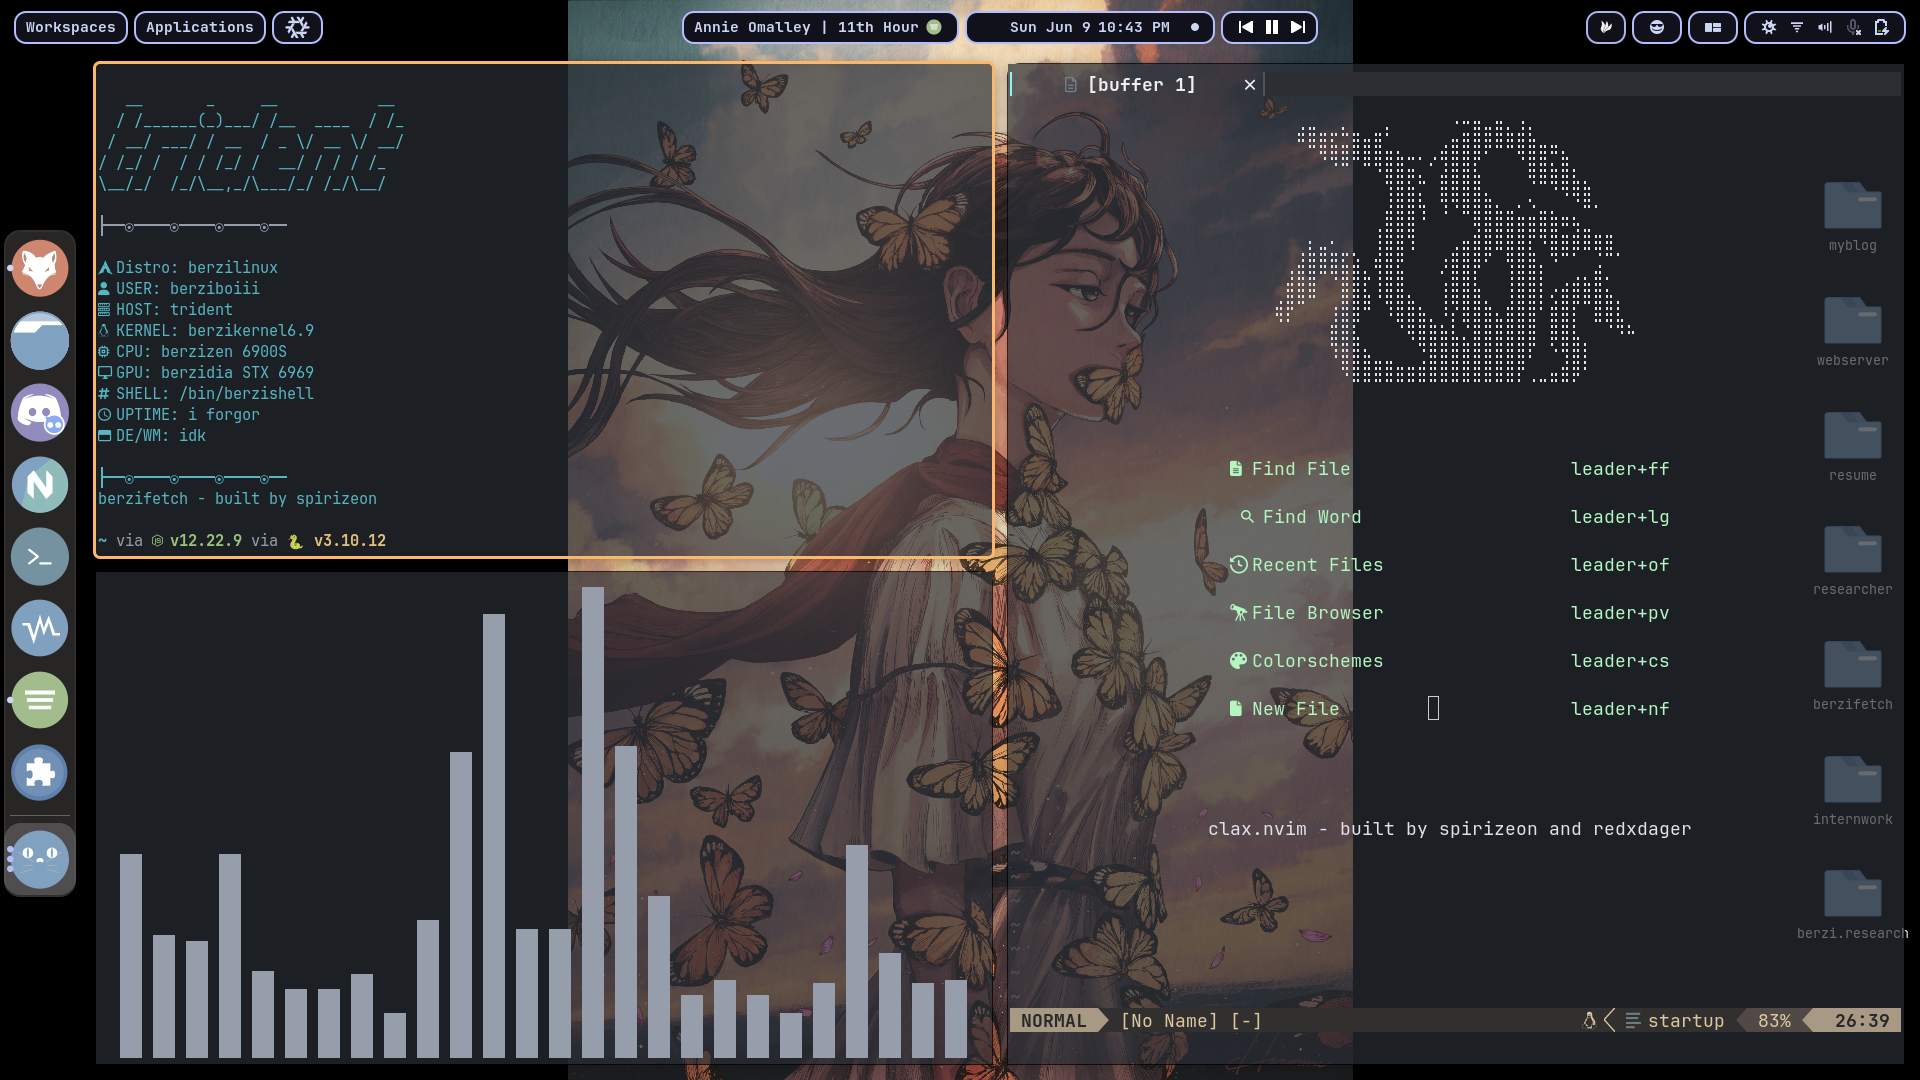 Workspaces
Applications
Annie Omalley | 11th Hour
Sun Jun 9 10:43 PM
trident
Distro: berzilinux
USER: berziboiii
HOST: trident
KERNEL: berzikernel6.9
CPU: berzizen 6900S
GPU: berzidia STX 6969
SHELL: /bin/berzishell
UPTIME: i forgor
DE/WM: idk
berzifetch - built by spirizeon
~ via v12.22.9 via v3.10.12
[buffer 1] ×
Find File leader+ff
Find Word leader+lg
Recent Files leader+of
File Browser leader+pv
Colorschemes leader+cs
New File leader+nf
clax.nvim - built by spirizeon and redxdager
~
~
~
~
~
~
~
NORMAL [No Name] [-] startup 83% 26:39
myblog
webserver
resume
researcher
berzifetch
internwork
berzi.research